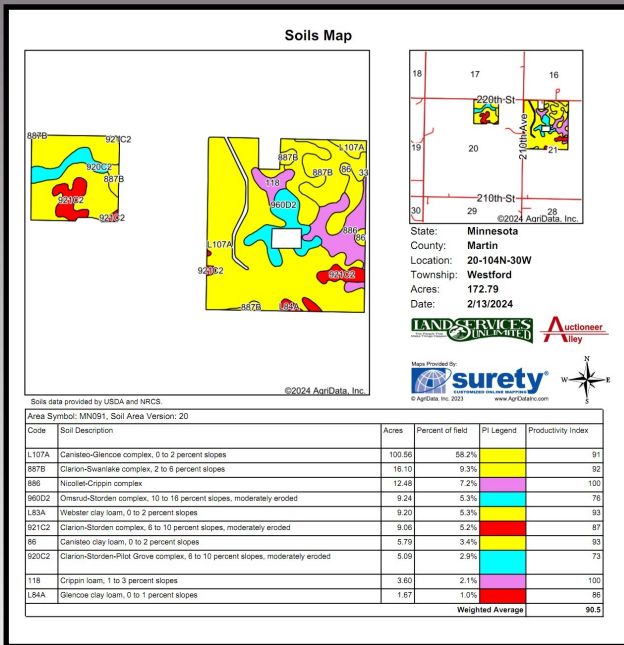 Soils Map
887B
921C2
920C2
887B
921C2
921C2
L107A
887B
86
33
887B
118
960D2
886
86
L107A
921C2
921C2
887B
L84A
©2024 AgriData, Inc.
18
17
16
220th St
210th Ave
19
20
21
210th St
30
29
28
©2024 AgriData, Inc.
State: Minnesota
County: Martin
Location: 20-104N-30W
Township: Westford
Acres: 172.79
Date: 2/13/2024
LAND SERVICES
UNLIMITED
Auctioneer
Alley
Maps Provided By:
surety®
CUSTOMIZED ONLINE MAPPING
© AgriData, Inc. 2023 www.AgriDataInc.com
N
W E
S
Soils data provided by USDA and NRCS.
Area Symbol: MN091, Soil Area Version: 20
Code Soil Description Acres Percent of field PI Legend Productivity Index
L107A Canisteo-Glencoe complex, 0 to 2 percent slopes 100.56 58.2% 91
887B Clarion-Swanlake complex, 2 to 6 percent slopes 16.10 9.3% 92
886 Nicollet-Crippin complex 12.48 7.2% 100
960D2 Omsrud-Storden complex, 10 to 16 percent slopes, moderately eroded 9.24 5.3% 76
L83A Webster clay loam, 0 to 2 percent slopes 9.20 5.3% 93
921C2 Clarion-Storden complex, 6 to 10 percent slopes, moderately eroded 9.06 5.2% 87
86 Canisteo clay loam, 0 to 2 percent slopes 5.79 3.4% 93
920C2 Clarion-Storden-Pilot Grove complex, 6 to 10 percent slopes, moderately eroded 5.09 2.9% 73
118 Crippin loam, 1 to 3 percent slopes 3.60 2.1% 100
L84A Glencoe clay loam, 0 to 1 percent slopes 1.67 1.0% 86
Weighted Average 90.5